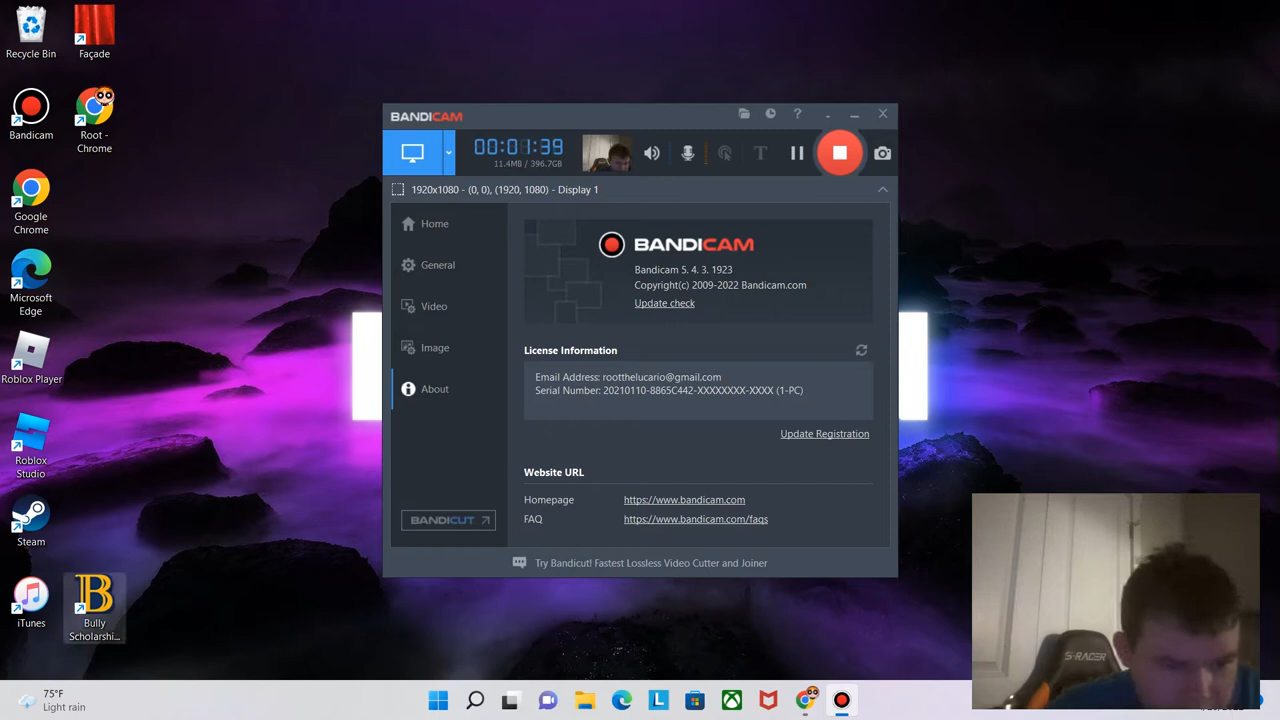 Recycle Bin
Façade
Bandicam
Root -
Chrome
Google
Chrome
Microsoft
Edge
Roblox Player
Roblox
Studio
Steam
iTunes
Bully
Scholarshi...
BANDICAM
00:01:39
11.4MB / 396.7GB
1920x1080 - (0, 0), (1920, 1080) - Display 1
Home
General
Video
Image
About
BANDICUT
BANDICAM
Bandicam 5. 4. 3. 1923
Copyright(c) 2009-2022 Bandicam.com
Update check
License Information
Email Address: rootthelucario@gmail.com
Serial Number: 20210110-8865C442-XXXXXXXX-XXXX (1-PC)
Update Registration
Website URL
Homepage https://www.bandicam.com
FAQ https://www.bandicam.com/faqs
Try Bandicut! Fastest Lossless Video Cutter and Joiner
S-RACER
75°F
Light rain